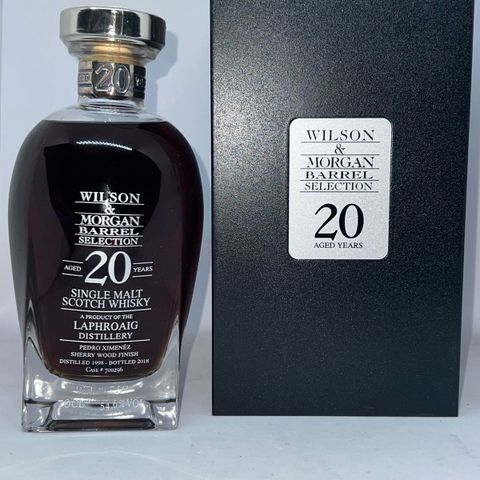 20
WILSON
&
MORGAN
BARREL
SELECTION
AGED 20 YEARS
SINGLE MALT
SCOTCH WHISKY
A PRODUCT OF THE
LAPHROAIG
DISTILLERY
PEDRO XIMENÉZ
SHERRY WOOD FINISH
DISTILLED 1998 - BOTTLED 2018
CASK # 700296
WILSON
&
MORGAN
BARREL
SELECTION
20
AGED YEARS